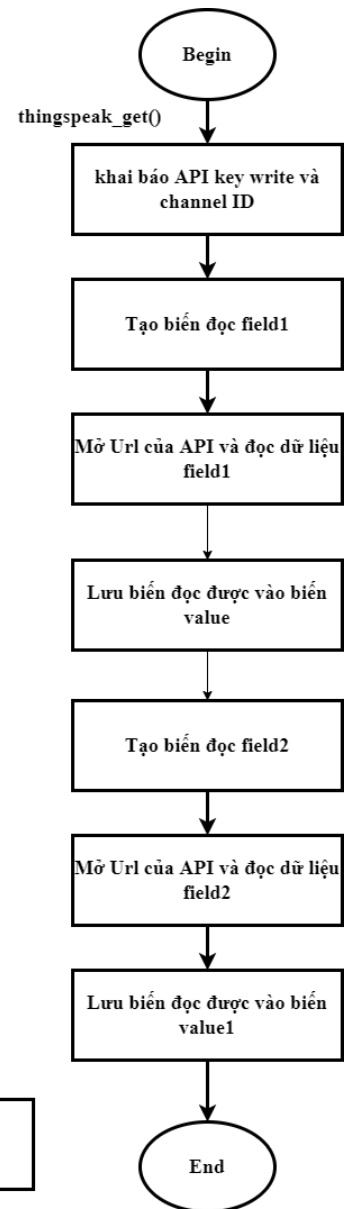 Begin
thingspeak_get()
khai báo API key write và
channel ID
Tạo biến đọc field1
Mở Url của API và đọc dữ liệu
field1
Lưu biến đọc được vào biến
value
Tạo biến đọc field2
Mở Url của API và đọc dữ liệu
field2
Lưu biến đọc được vào biến
value1
End